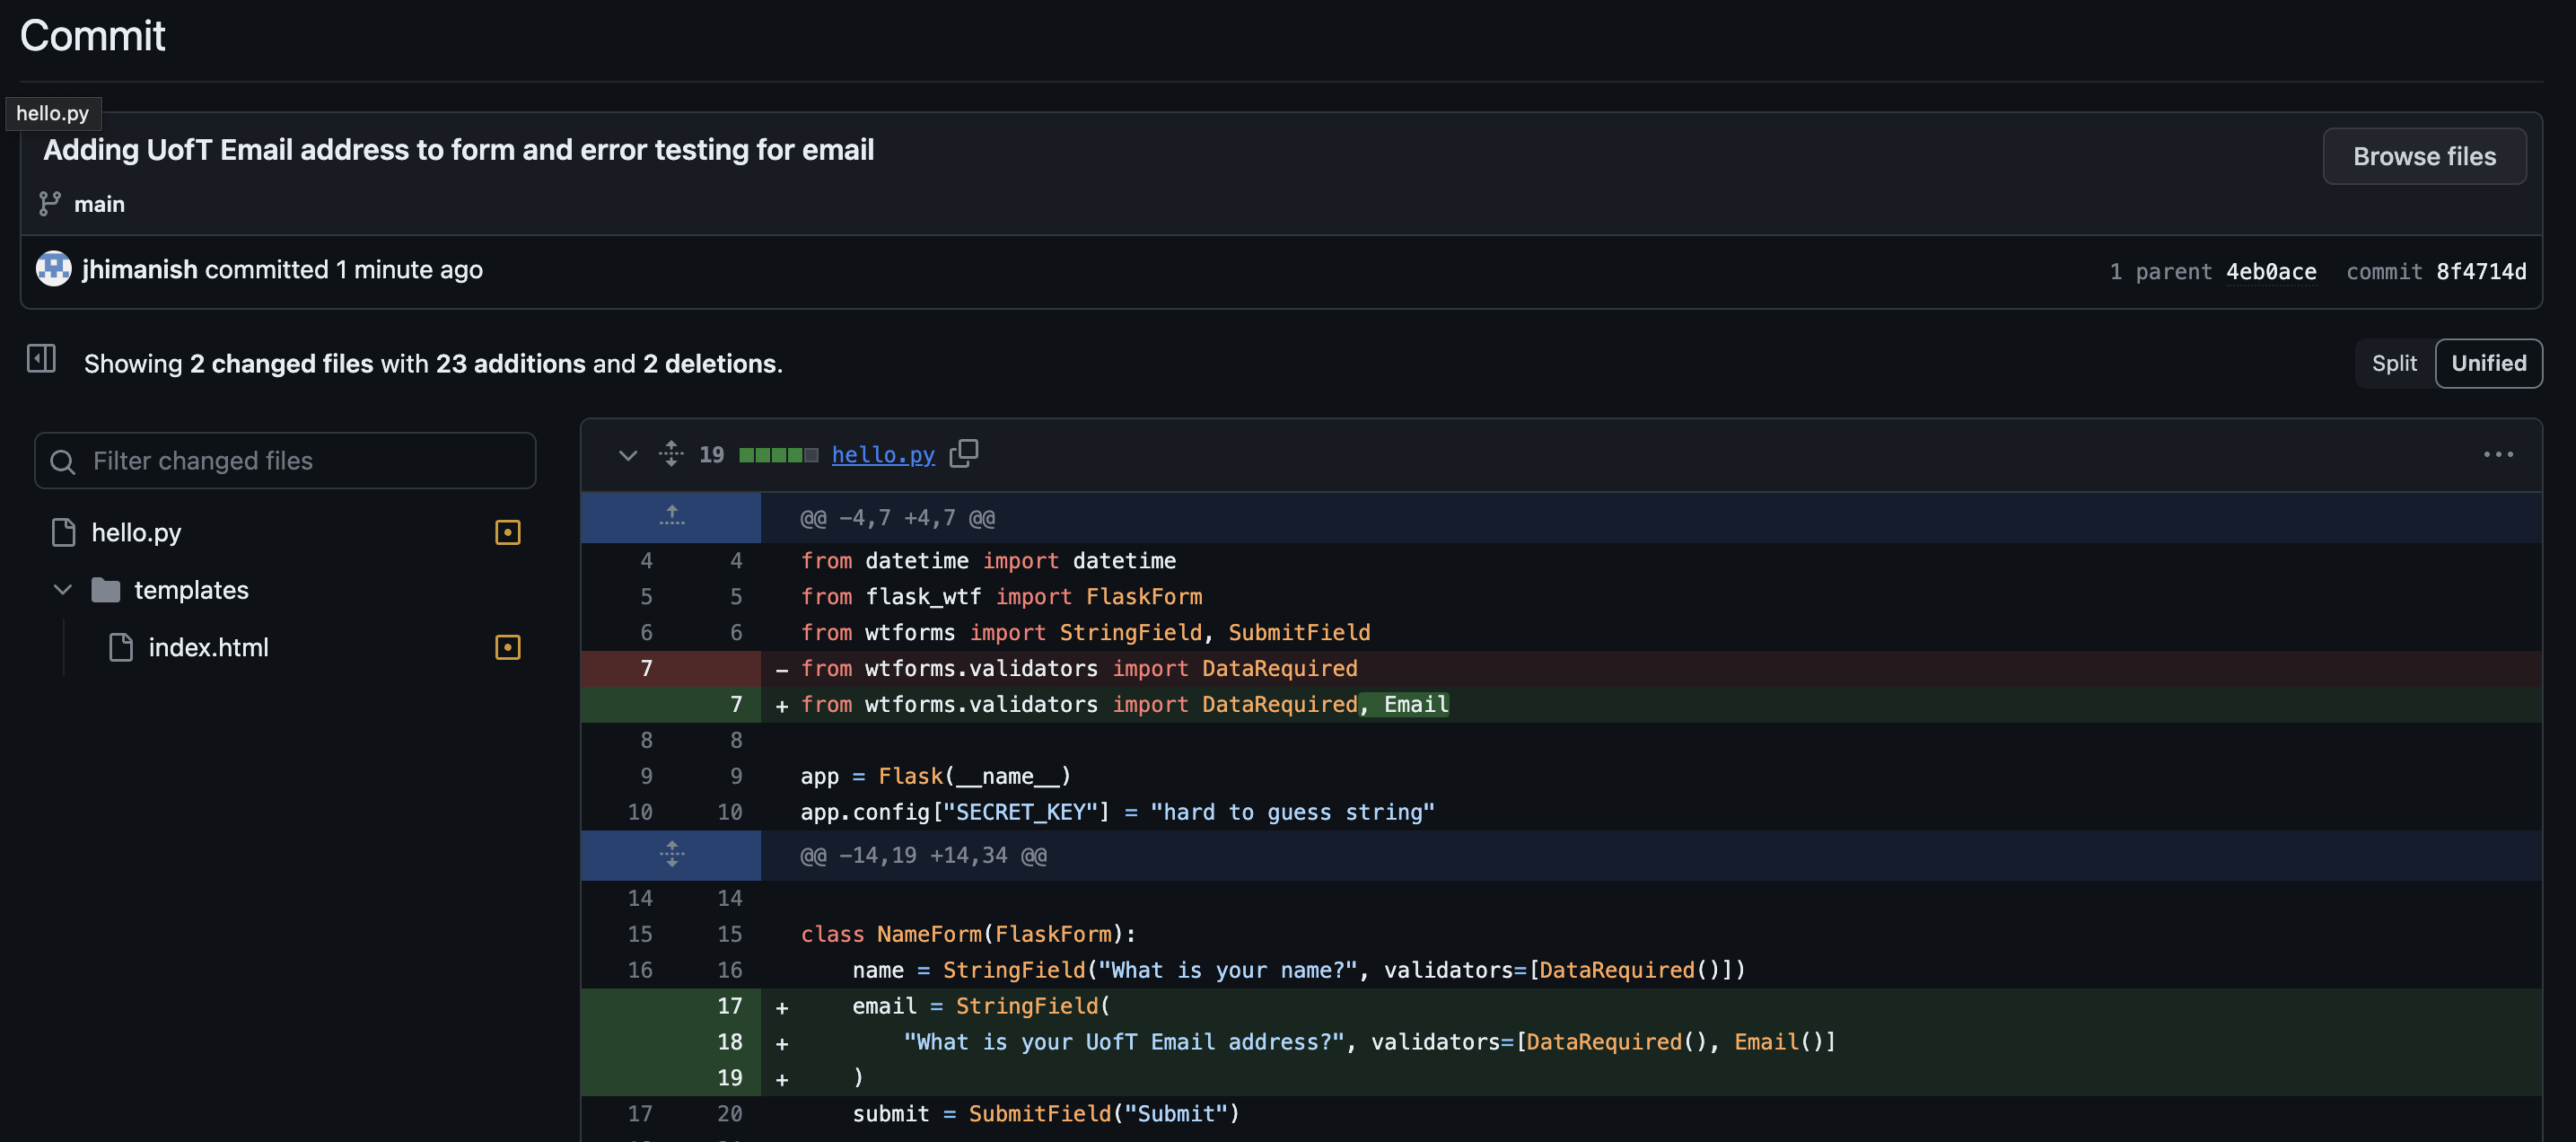 Commit
hello.py
Adding UofT Email address to form and error testing for email
Browse files
main
jhimanish committed 1 minute ago
1 parent 4eb0ace commit 8f4714d
Showing 2 changed files with 23 additions and 2 deletions.
Split Unified
Filter changed files
hello.py
templates
index.html
19 hello.py
@@ -4,7 +4,7 @@
4 4 from datetime import datetime
5 5 from flask_wtf import FlaskForm
6 6 from wtforms import StringField, SubmitField
7 - from wtforms.validators import DataRequired
7 + from wtforms.validators import DataRequired, Email
8 8
9 9 app = Flask(__name__)
10 10 app.config["SECRET_KEY"] = "hard to guess string"
@@ -14,19 +14,34 @@
14 14
15 15 class NameForm(FlaskForm):
16 16 name = StringField("What is your name?", validators=[DataRequired()])
17 + email = StringField(
18 + "What is your UofT Email address?", validators=[DataRequired(), Email()]
19 + )
17 20 submit = SubmitField("Submit")